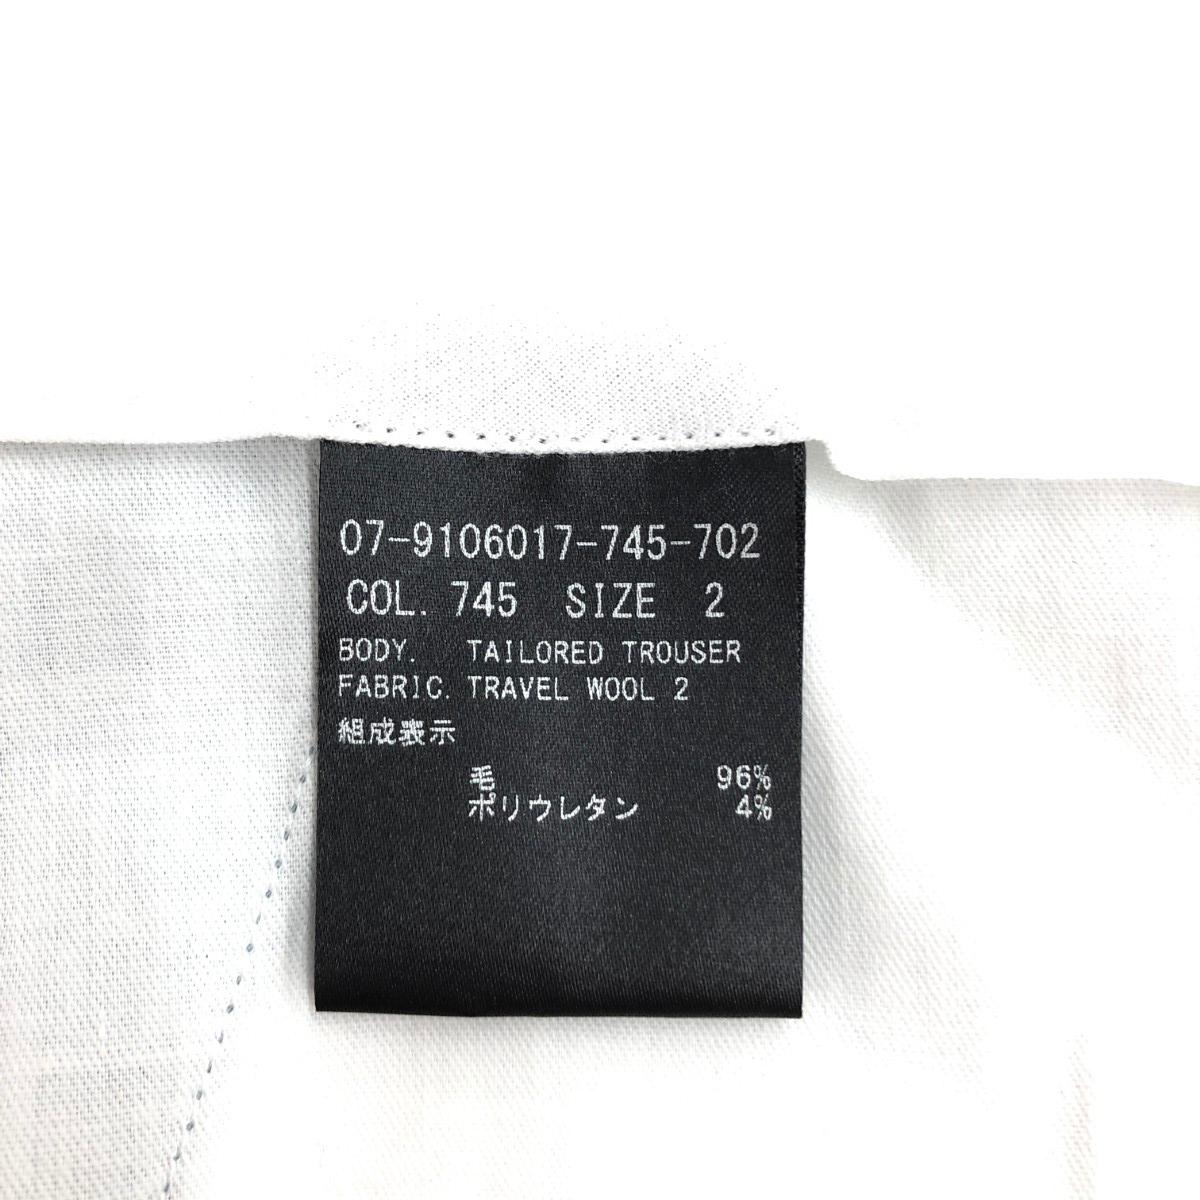 07-9106017-745-702
COL. 745 SIZE 2
BODY. TAILORED TROUSER
FABRIC. TRAVEL WOOL 2
組成表示
毛 96%
ポリウレタン 4%